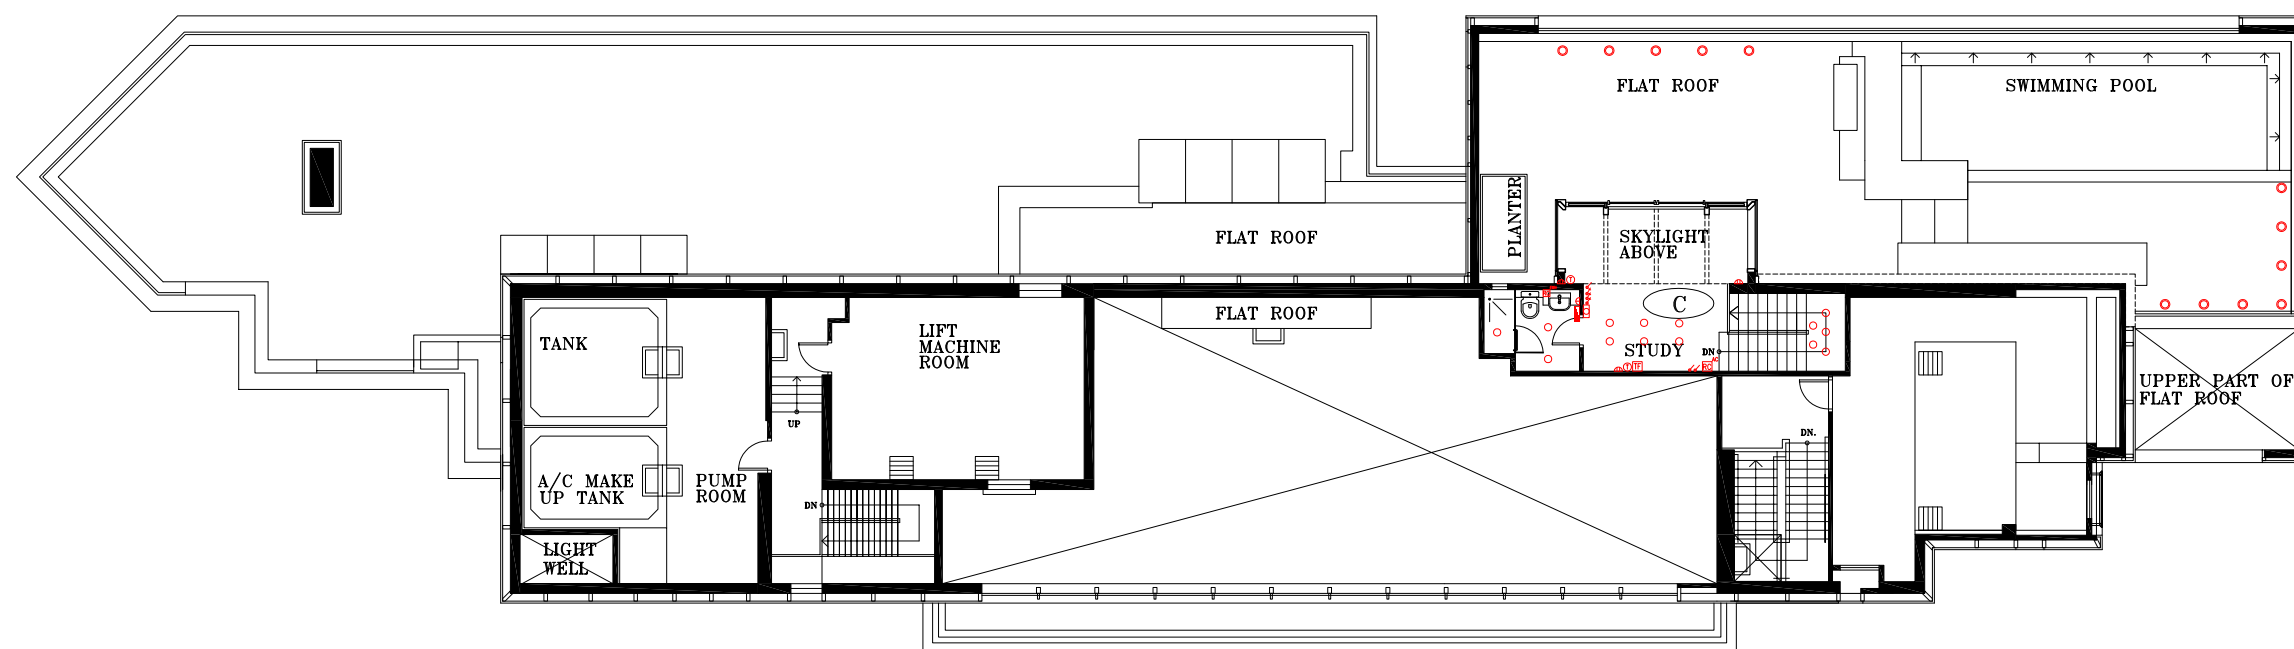 FLAT ROOF
SWIMMING POOL
PLANTER
SKYLIGHT
ABOVE
FLAT ROOF
C
STUDY
DN
FLAT ROOF
LIFT
MACHINE
ROOM
TANK
UP
A/C MAKE
UP TANK
PUMP
ROOM
DN
LIGHT
WELL
DN.
UPPER PART OF
FLAT ROOF